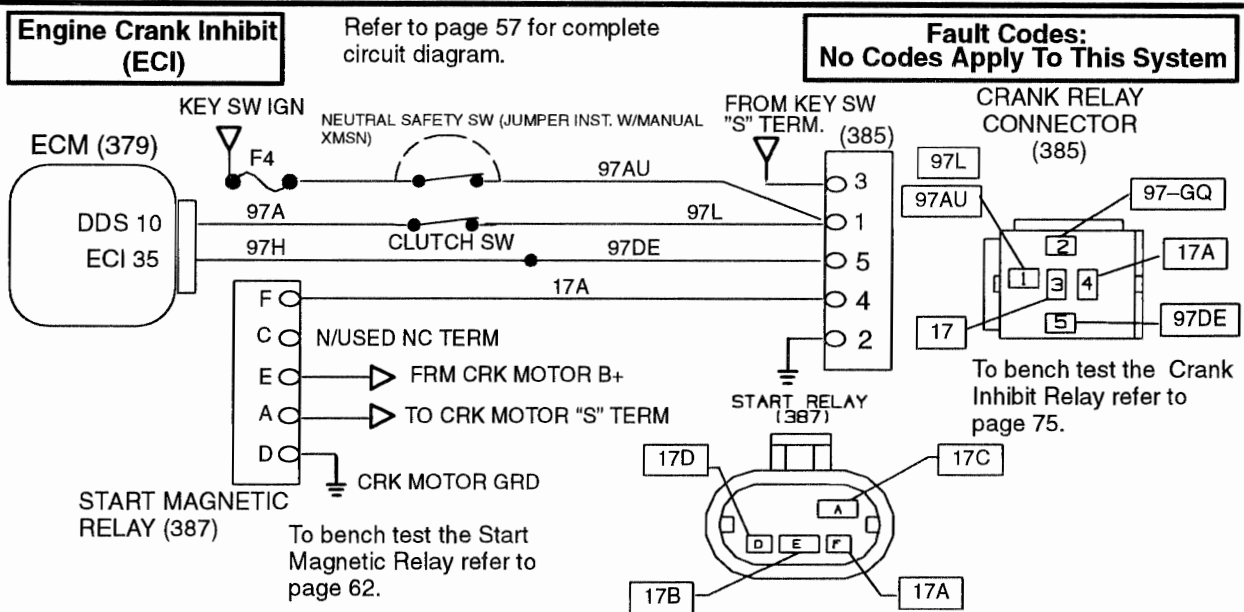 Engine Crank Inhibit
(ECI)
Refer to page 57 for complete
circuit diagram.
Fault Codes:
No Codes Apply To This System
KEY SW IGN
NEUTRAL SAFETY SW (JUMPER INST. W/MANUAL
XMSN)
FROM KEY SW
"S" TERM.
CRANK RELAY
CONNECTOR
(385)
ECM (379)
F4
(385)
97AU
3
97L
97AU
97-GQ
DDS 10
97A
97L
1
CLUTCH SW
ECI 35
97H
97DE
5
2
17A
1
3
4
F
17A
4
17
5
97DE
C
N/USED NC TERM
2
E
FRM CRK MOTOR B+
To bench test the Crank
Inhibit Relay refer to
page 75.
A
TO CRK MOTOR "S" TERM
START RELAY
(387)
D
CRK MOTOR GRD
17D
17C
START MAGNETIC
RELAY (387)
A
To bench test the Start
Magnetic Relay refer to
page 62.
D
E
F
17B
17A